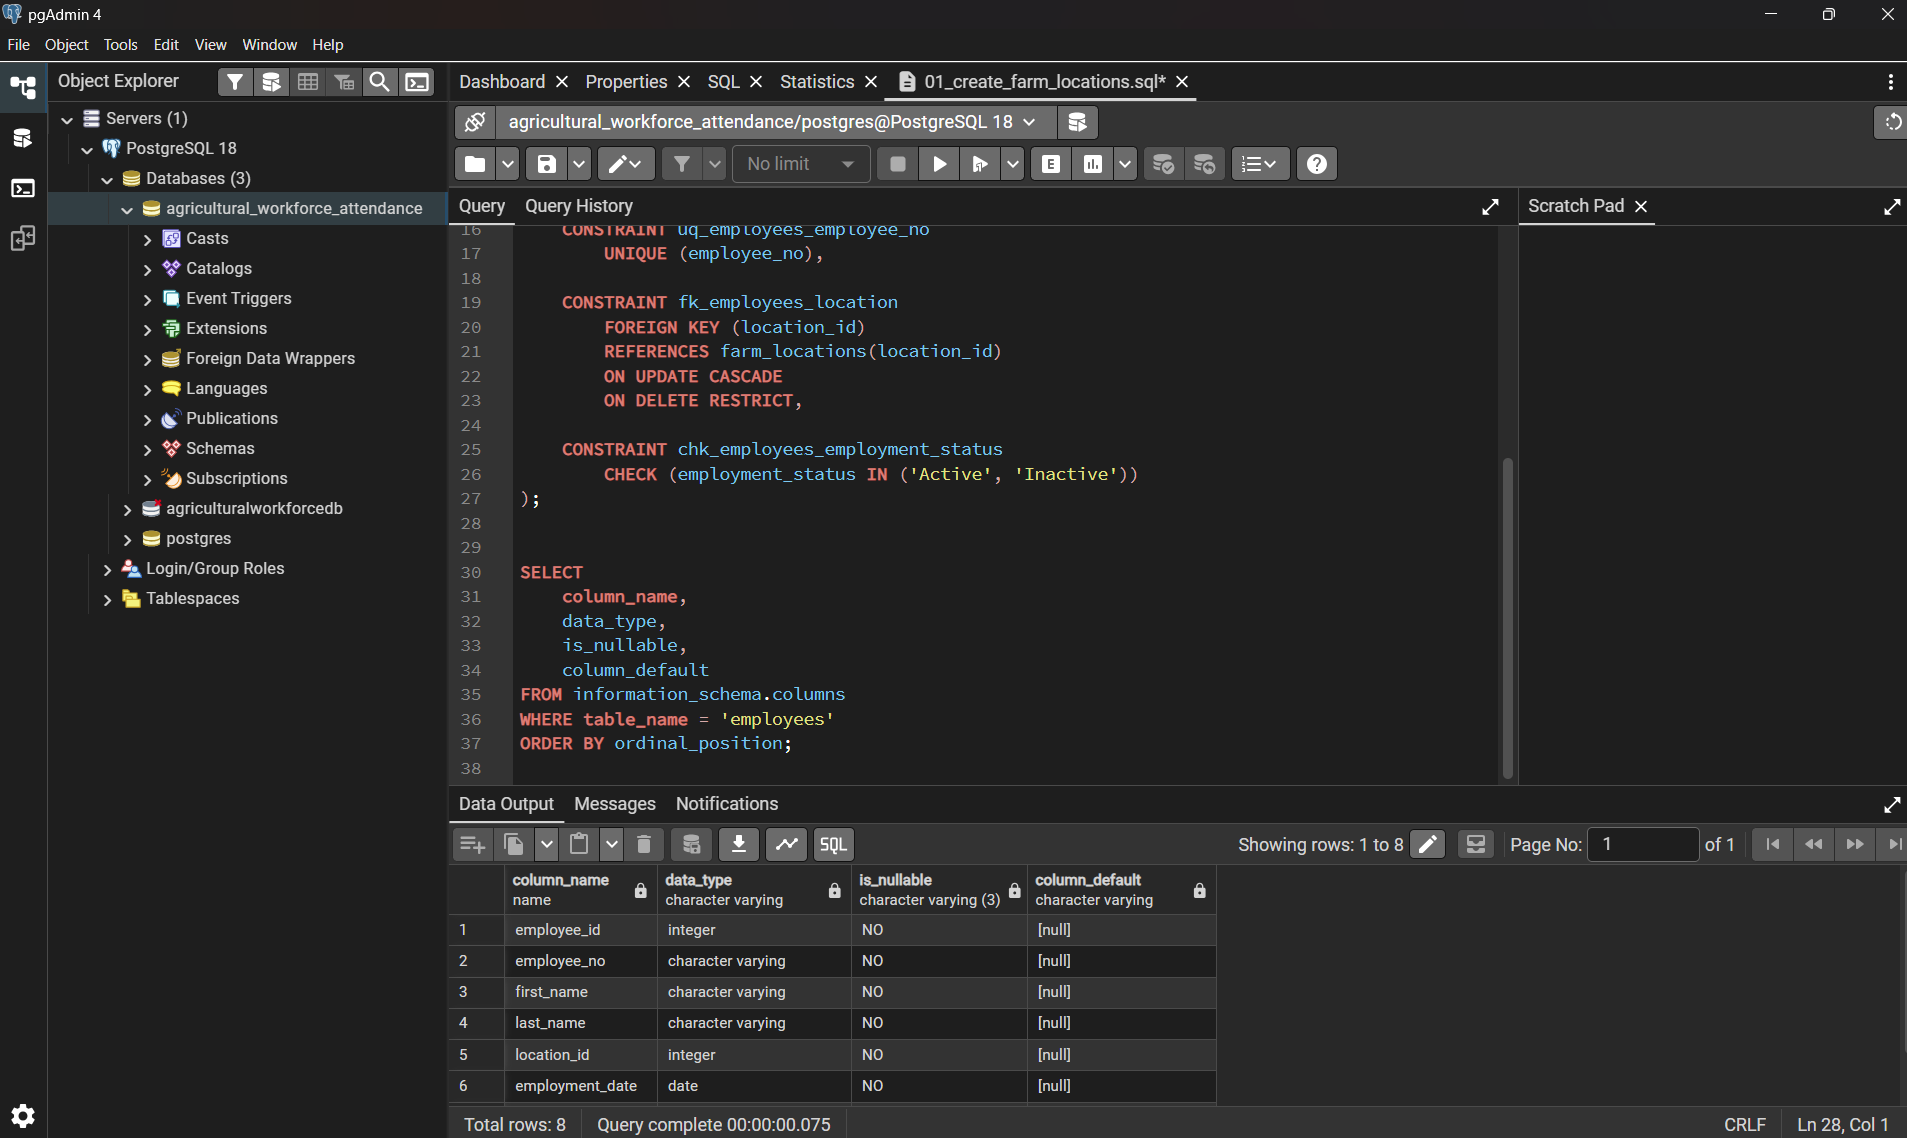 pgAdmin 4
File Object Tools Edit View Window Help
Object Explorer
Servers (1)
PostgreSQL 18
Databases (3)
agricultural_workforce_attendance
Casts
Catalogs
Event Triggers
Extensions
Foreign Data Wrappers
Languages
Publications
Schemas
Subscriptions
agriculturalworkforcedb
postgres
Login/Group Roles
Tablespaces
Dashboard Properties SQL Statistics 01_create_farm_locations.sql*
agricultural_workforce_attendance/postgres@PostgreSQL 18
No limit
E
Query Query History
Scratch Pad
16 CONSTRAINT uq_employees_employee_no
17 UNIQUE (employee_no),
18
19 CONSTRAINT fk_employees_location
20 FOREIGN KEY (location_id)
21 REFERENCES farm_locations(location_id)
22 ON UPDATE CASCADE
23 ON DELETE RESTRICT,
24
25 CONSTRAINT chk_employees_employment_status
26 CHECK (employment_status IN ('Active', 'Inactive'))
27 );
28
29
30 SELECT
31 column_name,
32 data_type,
33 is_nullable,
34 column_default
35 FROM information_schema.columns
36 WHERE table_name = 'employees'
37 ORDER BY ordinal_position;
38
Data Output Messages Notifications
SQL Showing rows: 1 to 8 Page No: 1 of 1
column_name data_type is_nullable column_default
name character varying character varying (3) character varying
1 employee_id integer NO [null]
2 employee_no character varying NO [null]
3 first_name character varying NO [null]
4 last_name character varying NO [null]
5 location_id integer NO [null]
6 employment_date date NO [null]
Total rows: 8 Query complete 00:00:00.075 CRLF Ln 28, Col 1